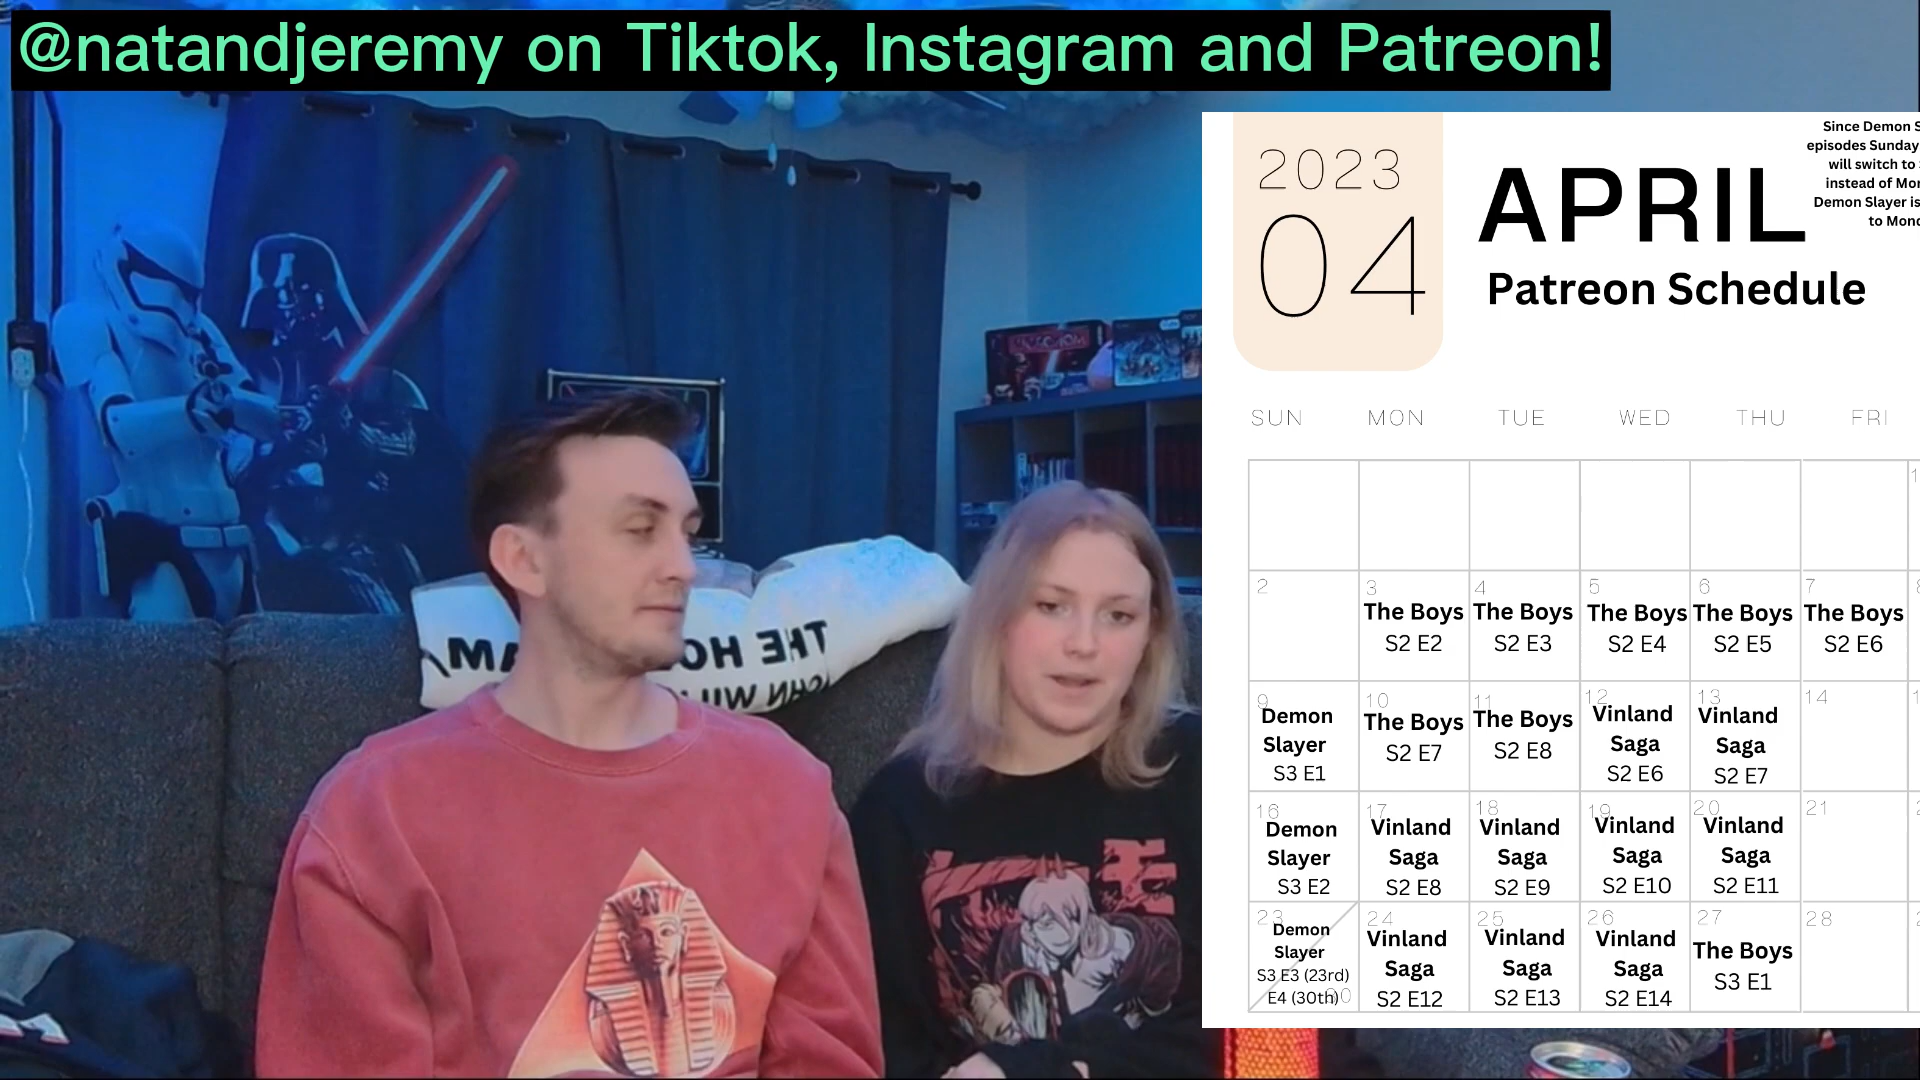 @natandjeremy on Tiktok, Instagram and Patreon!
2023
04
APRIL
Patreon Schedule
Since Demon
episodes Sunday
will switch to
instead of
Demon Slayer is
to
SUN MON TUE WED THU FRI
2 3 4 5 6 7
The Boys The Boys The Boys The Boys The Boys
S2 E2 S2 E3 S2 E4 S2 E5 S2 E6
9 10 11 12 13 14
Demon Slayer S3 E1
The Boys S2 E7
The Boys S2 E8
Vinland Saga S2 E6
Vinland Saga S2 E7
16 17 18 19 20 21
Demon Slayer S3 E2
Vinland Saga S2 E8
Vinland Saga S2 E9
Vinland Saga S2 E10
Vinland Saga S2 E11
23 24 25 26 27 28
Demon Slayer S3 E3 (23rd) E4 (30th) 30
Vinland Saga S2 E12
Vinland Saga S2 E13
Vinland Saga S2 E14
The Boys S3 E1
THE